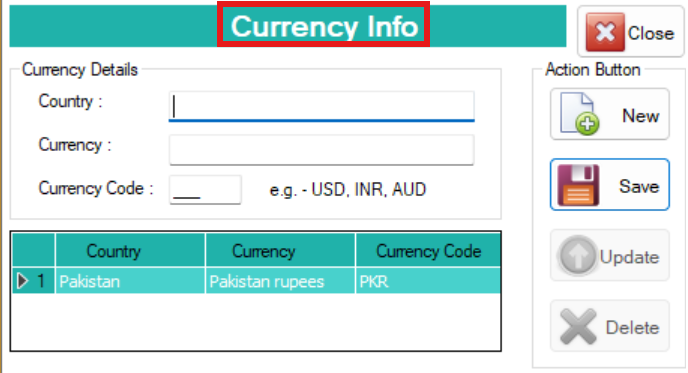 Currency Info
Close
Currency Details
Country :
Currency :
Currency Code : ___ e.g. - USD, INR, AUD
Country Currency Currency Code
1 Pakistan Pakistan rupees PKR
Action Button
New
Save
Update
Delete